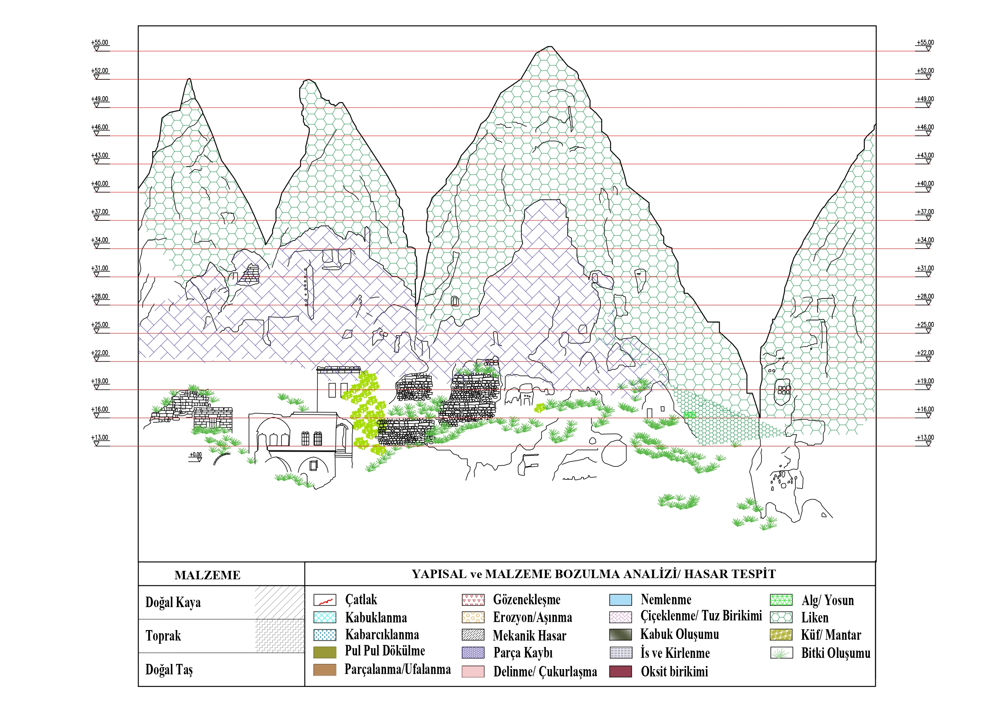 +55.00 +55.00
+52.00 +52.00
+49.00 +49.00
+46.00 +46.00
+43.00 +43.00
+40.00 +40.00
+37.00 +37.00
+34.00 +34.00
+31.00 +31.00
+28.00 +28.00
+25.00 +25.00
+22.00 +22.00
+19.00 +19.00
+16.00 +16.00
+13.00 +13.00
+0.00
MALZEME
Doğal Kaya
Toprak
Doğal Taş
YAPISAL ve MALZEME BOZULMA ANALİZİ/ HASAR TESPİT
Çatlak
Kabuklanma
Kabarcıklanma
Pul Pul Dökülme
Parçalanma/Ufalanma
Gözenekleşme
Erozyon/Aşınma
Mekanik Hasar
Parça Kaybı
Delinme/ Çukurlaşma
Nemlenme
Çiçeklenme/ Tuz Birikimi
Kabuk Oluşumu
İs ve Kirlenme
Oksit birikimi
Alg/ Yosun
Liken
Küf/ Mantar
Bitki Oluşumu